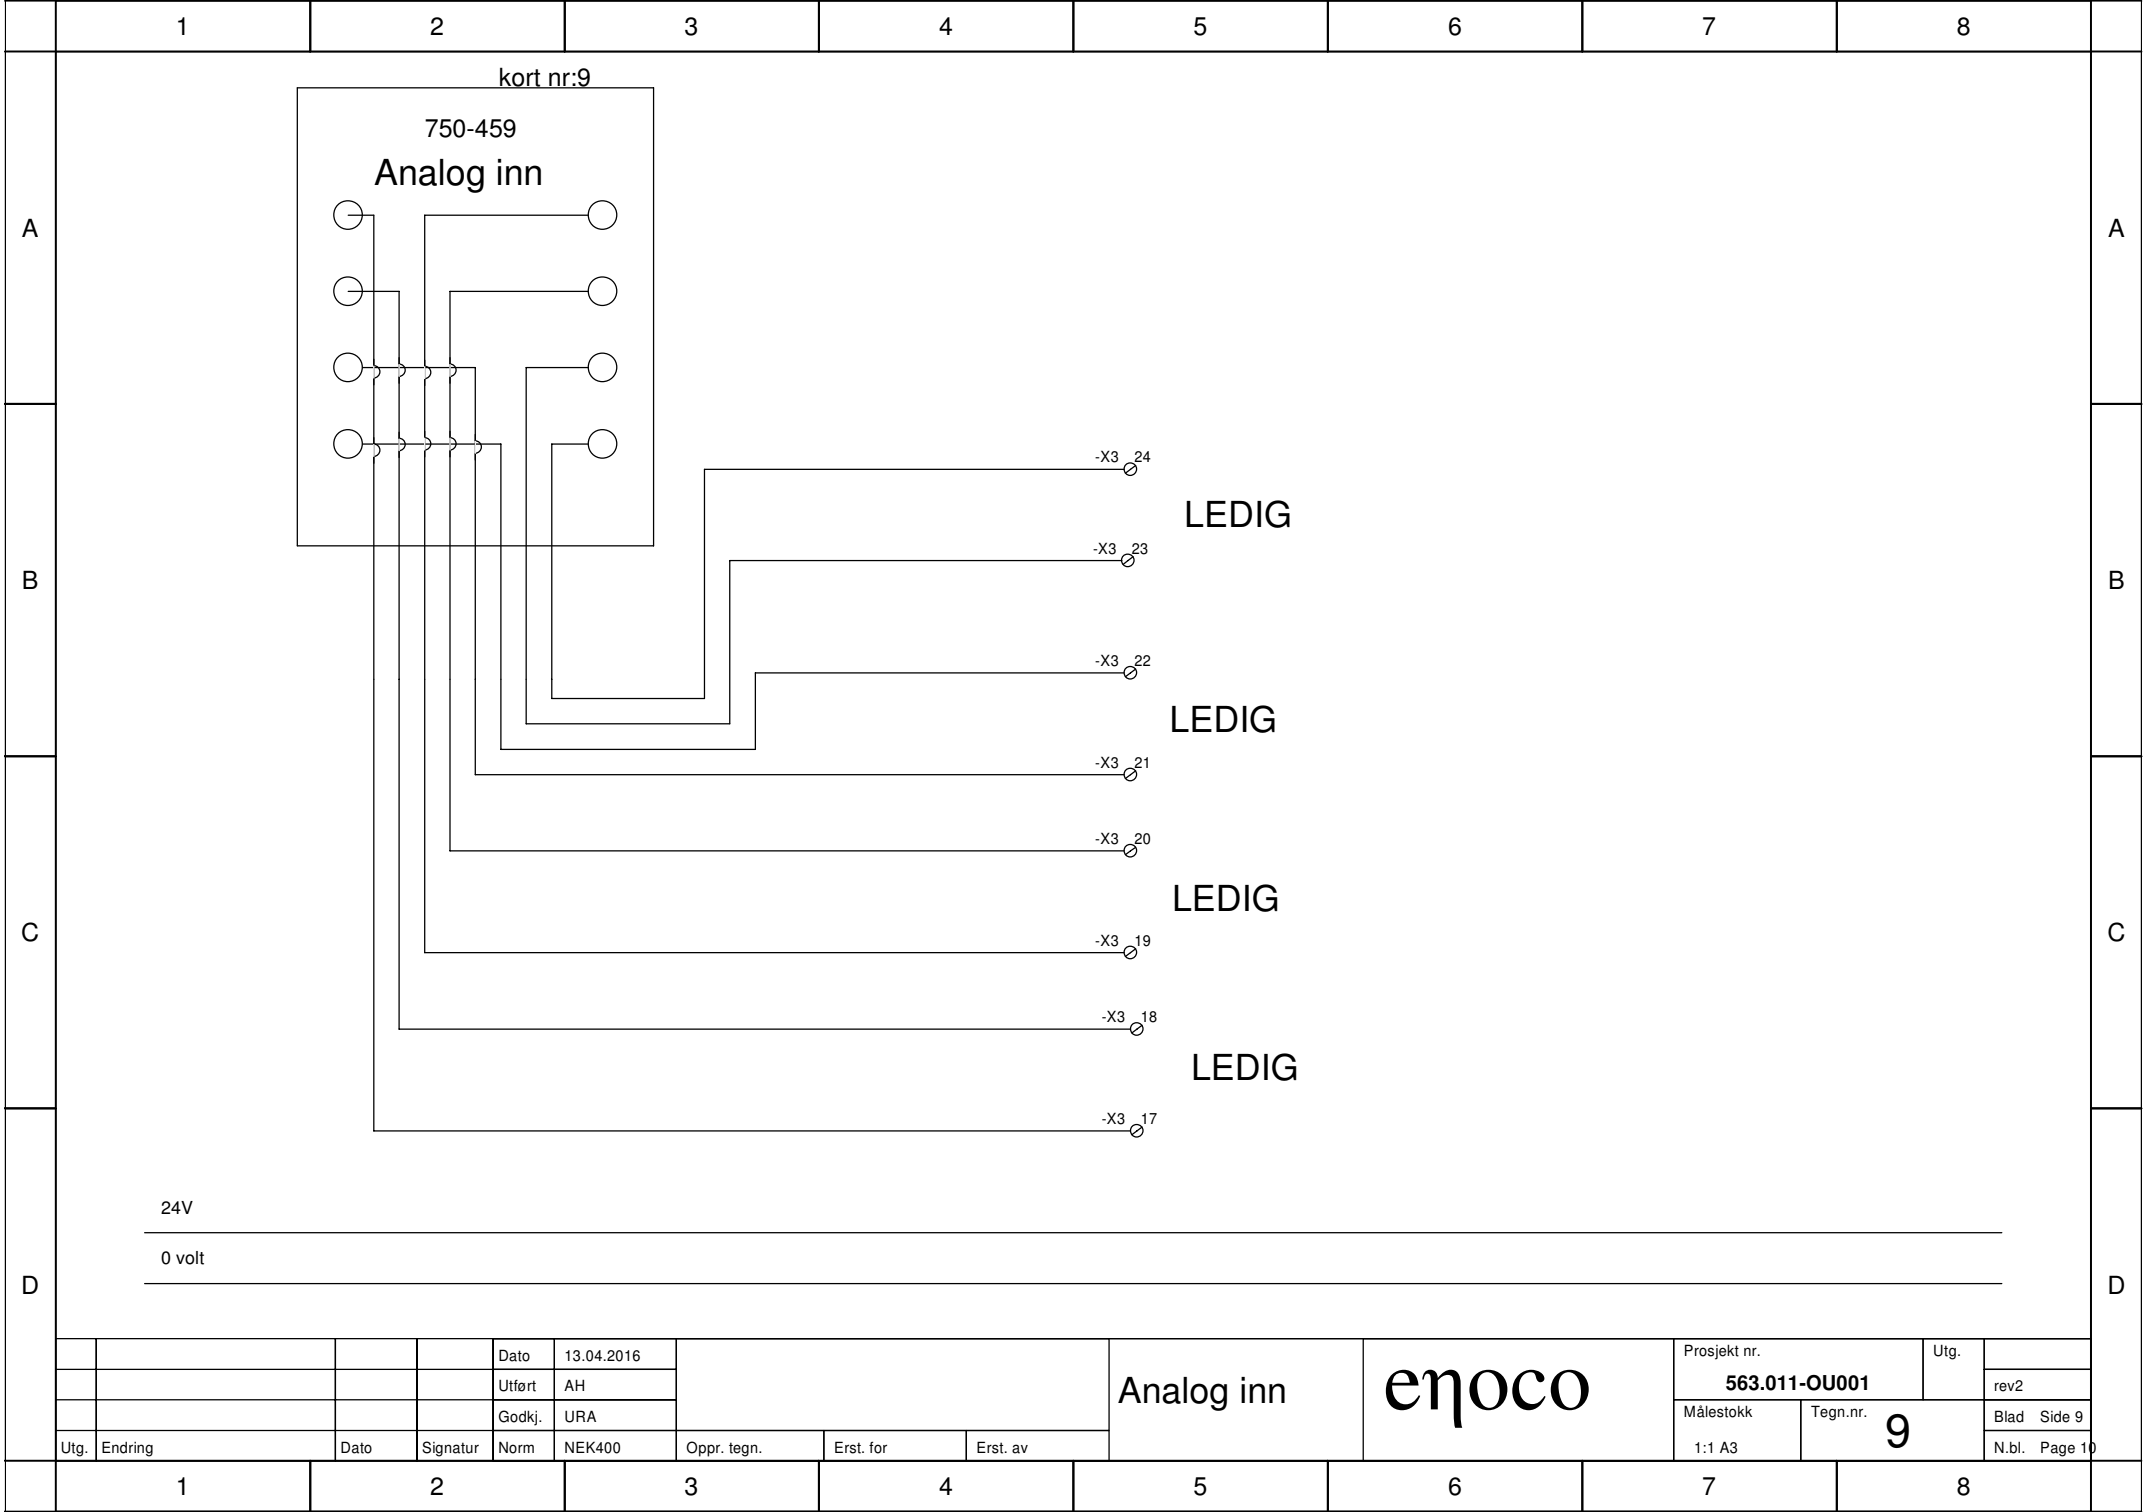 1 2 3 4 5 6 7 8
kort nr:9
750-459
Analog inn
A A
-X3 24
LEDIG
-X3 23
B B
-X3 22
LEDIG
-X3 21
-X3 20
LEDIG
C C
-X3 19
-X3 18
LEDIG
-X3 17
24V
0 volt
D D
Dato 13.04.2016
Utført AH
Godkj. URA
Utg. Endring Dato Signatur Norm NEK400 Oppr. tegn. Erst. for Erst. av
Analog inn
eηoco
Prosjekt nr. Utg.
563.011-OU001
rev2
Målestokk Tegn.nr. 9
1:1 A3
Blad Side 9
N.bl. Page 10
1 2 3 4 5 6 7 8